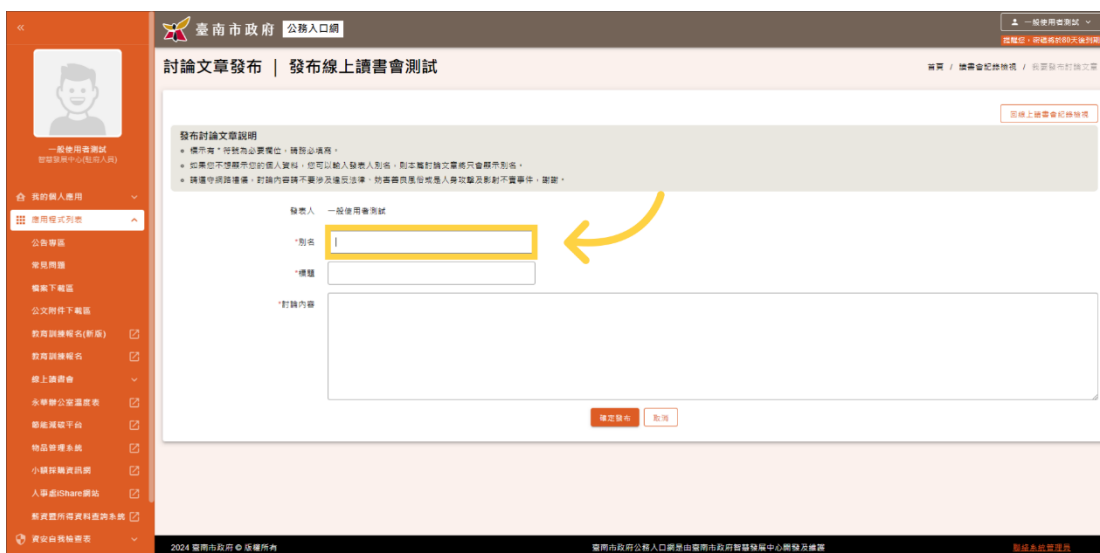 «
臺南市政府 公務入口網
一般使用者測試
提醒您，密碼將於80天後到期
討論文章發布 | 發布線上讀書會測試
首頁 / 讀書會紀錄檢視 / 我要發布討論文章
回線上讀書會紀錄檢視
一般使用者測試
智慧發展中心(駐府人員)
發布討論文章說明
標示有 * 符號為必要欄位，請務必填寫。
如果您不想顯示您的個人資料，您可以輸入發表人別名，則本篇討論文章將只會顯示別名。
請遵守網路禮儀，討論內容請不要涉及違反法律、妨害善良風俗或是人身攻擊及影射不實事件，謝謝。
發表人 一般使用者測試
*別名
*標題
*討論內容
確定發布 取消
我的個人應用
應用程式列表
公告專區
常見問題
檔案下載區
公文附件下載區
教育訓練報名(新版)
教育訓練報名
線上讀書會
永華辦公室溫度表
節能減碳平台
物品管理系統
小額採購資訊網
人事處iShare網站
薪資暨所得資料查詢系統
資安自我檢查表
2024 臺南市政府 © 版權所有
臺南市政府公務入口網是由臺南市政府智慧發展中心開發及維護
聯絡系統管理員